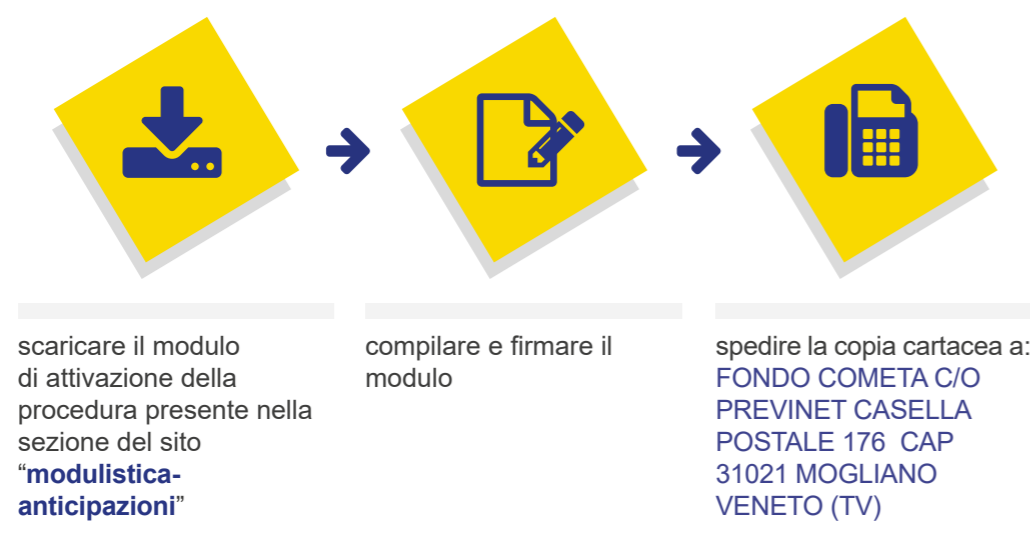 scaricare il modulo
di attivazione della
procedura presente nella
sezione del sito
“modulistica-
anticipazioni”
compilare e firmare il
modulo
spedire la copia cartacea a:
FONDO COMETA C/O
PREVINET CASELLA
POSTALE 176 CAP
31021 MOGLIANO
VENETO (TV)